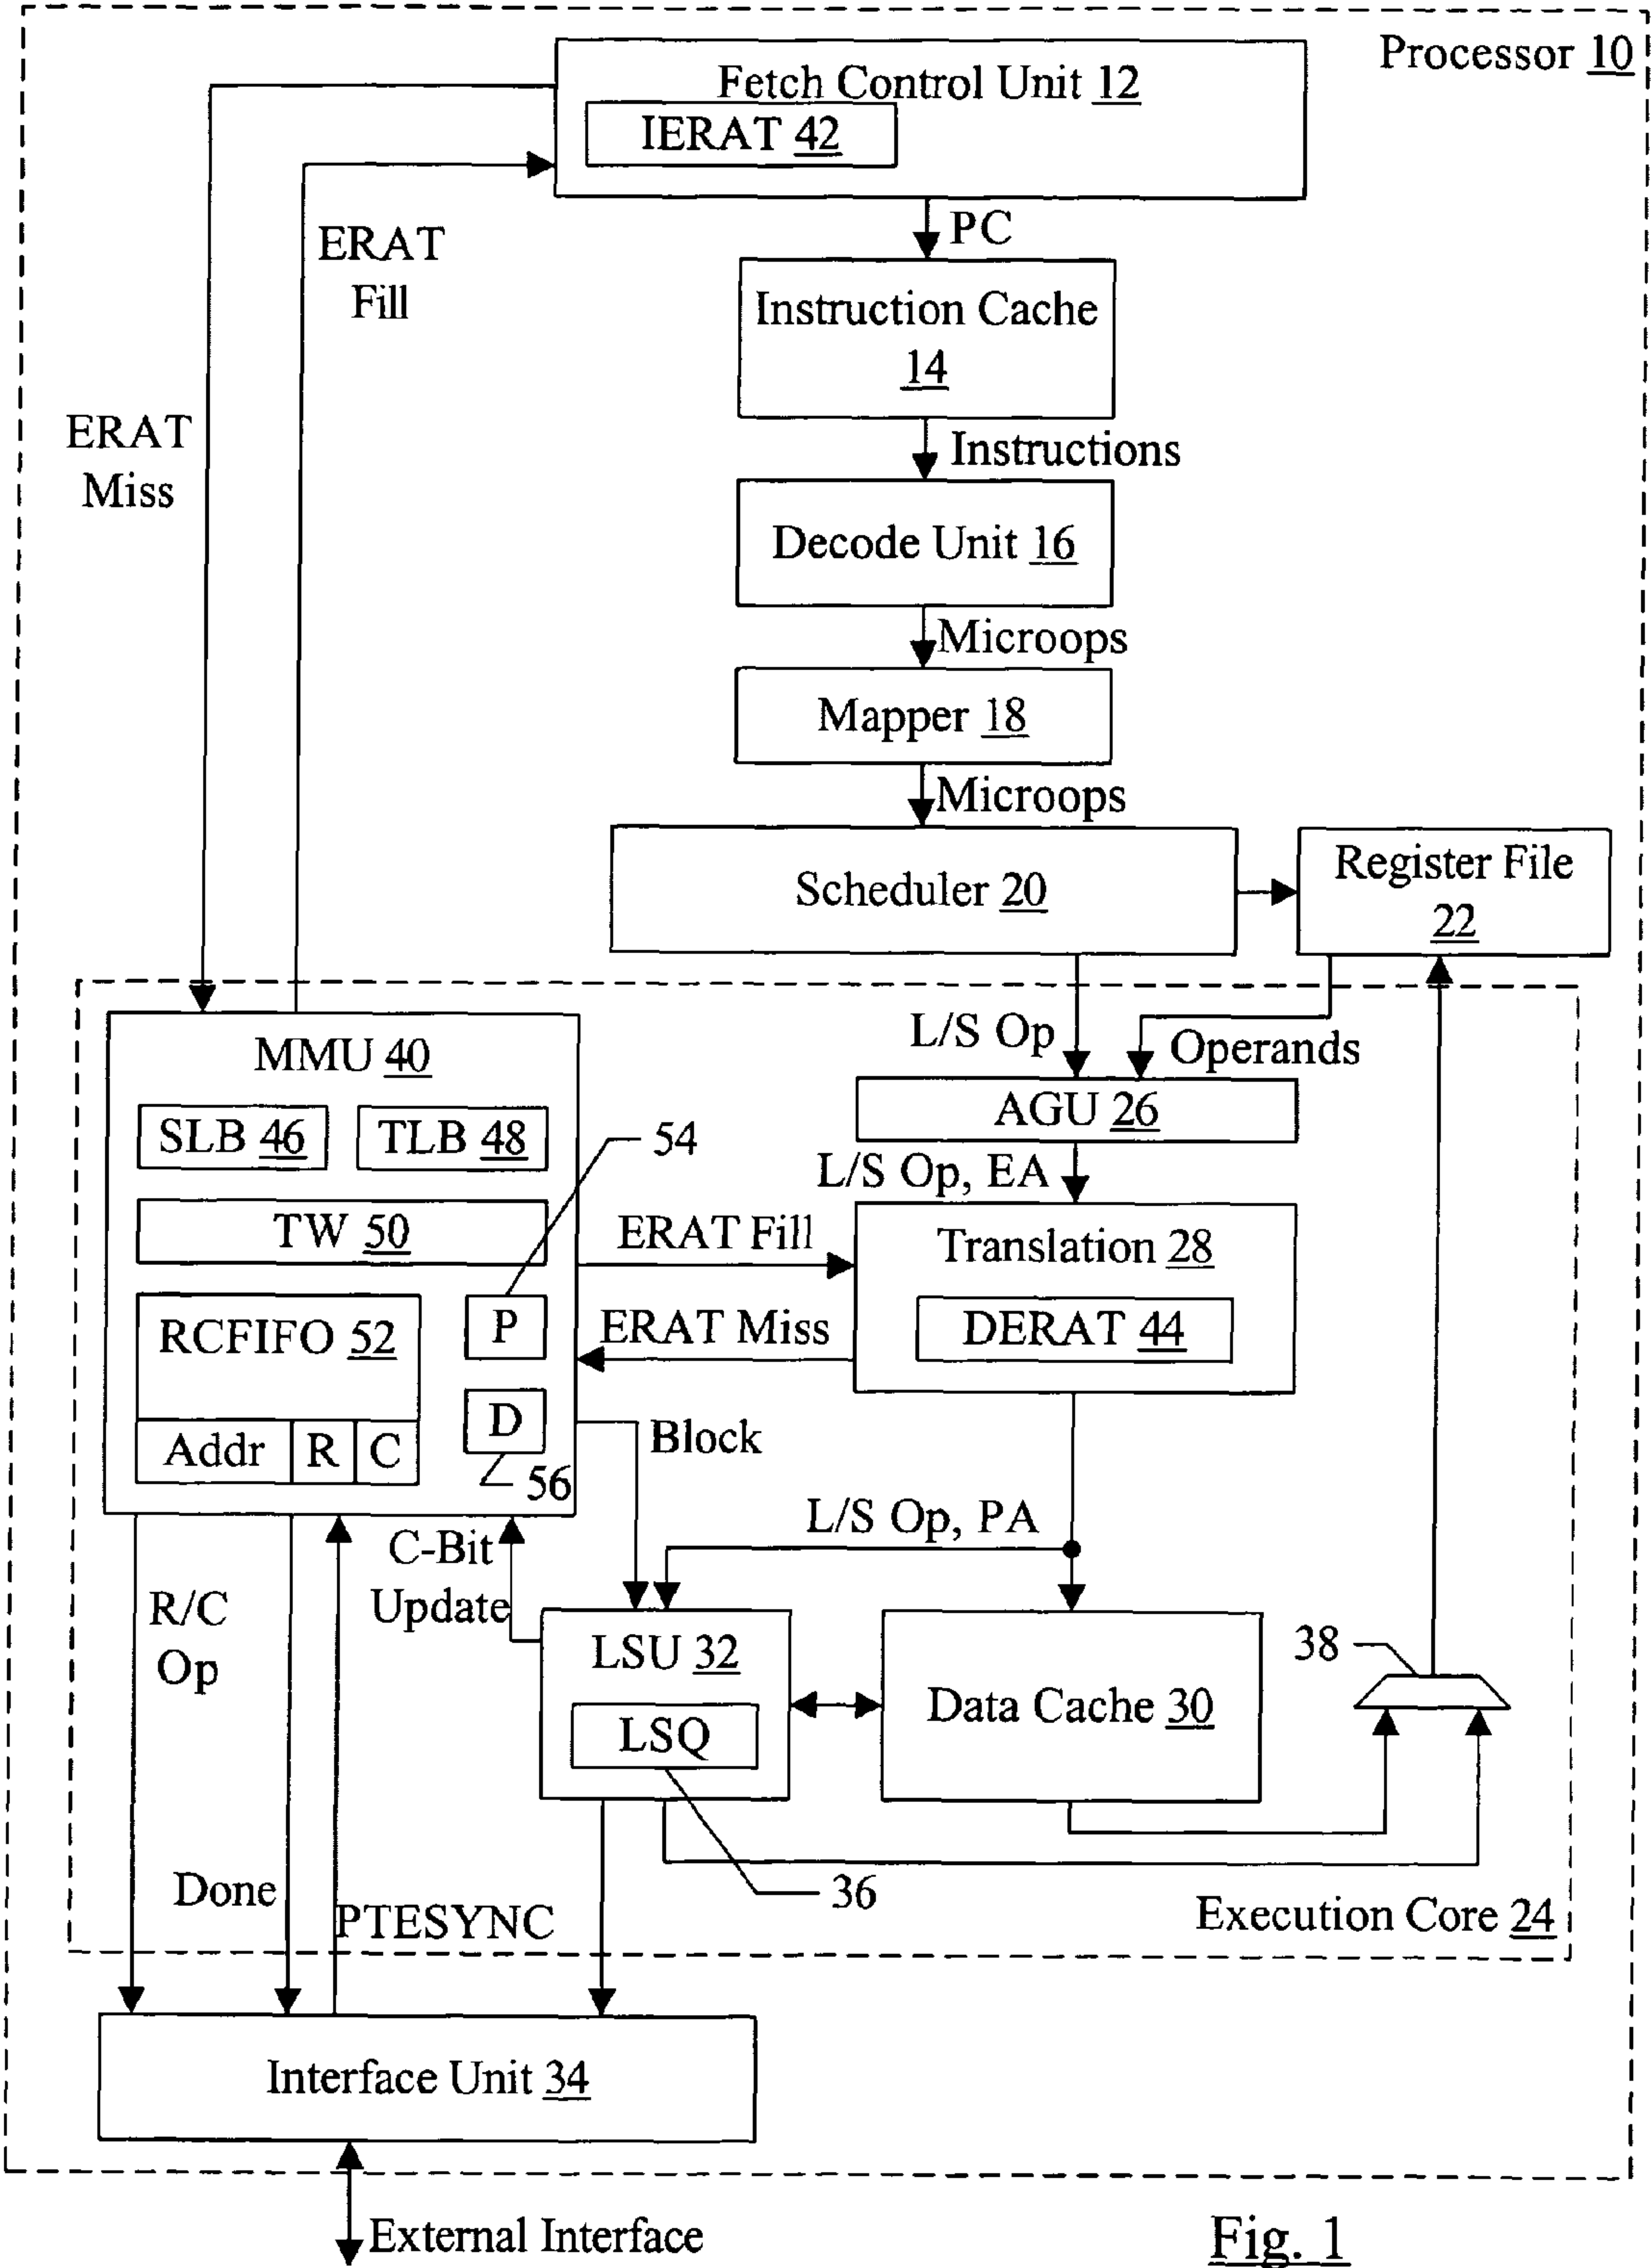 Processor 10
Fetch Control Unit 12
IERAT 42
PC
ERAT
Fill
Instruction Cache
14
ERAT
Miss
Instructions
Decode Unit 16
Microops
Mapper 18
Microops
Scheduler 20
Register File
22
L/S Op
Operands
MMU 40
AGU 26
SLB 46
TLB 48
54
L/S Op, EA
TW 50
ERAT Fill
Translation 28
RCFIFO 52
P
ERAT Miss
DERAT 44
D
Block
Addr
R
C
56
L/S Op, PA
C-Bit
Update
R/C
Op
LSU 32
38
Data Cache 30
LSQ
Done
36
PTESYNC
Execution Core 24
Interface Unit 34
External Interface
Fig. 1